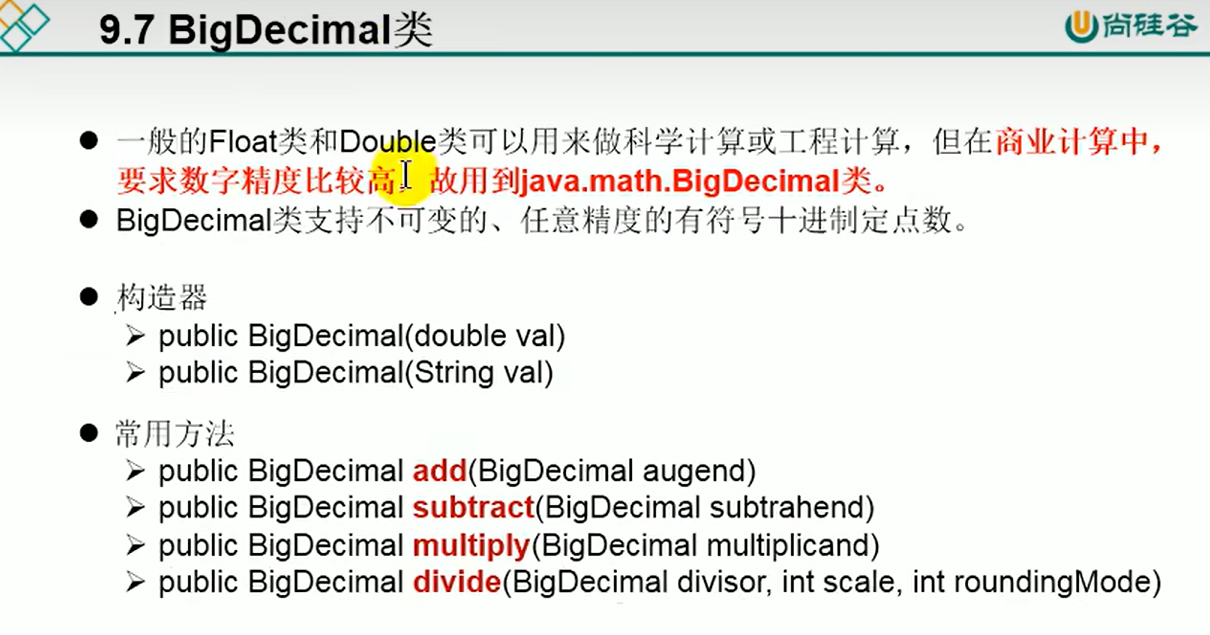 9.7 BigDecimal类
尚硅谷
一般的Float类和Double类可以用来做科学计算或工程计算，但在商业计算中，
要求数字精度比较高，故用到java.math.BigDecimal类。
BigDecimal类支持不可变的、任意精度的有符号十进制定点数。
构造器
public BigDecimal(double val)
public BigDecimal(String val)
常用方法
public BigDecimal add(BigDecimal augend)
public BigDecimal subtract(BigDecimal subtrahend)
public BigDecimal multiply(BigDecimal multiplicand)
public BigDecimal divide(BigDecimal divisor, int scale, int roundingMode)